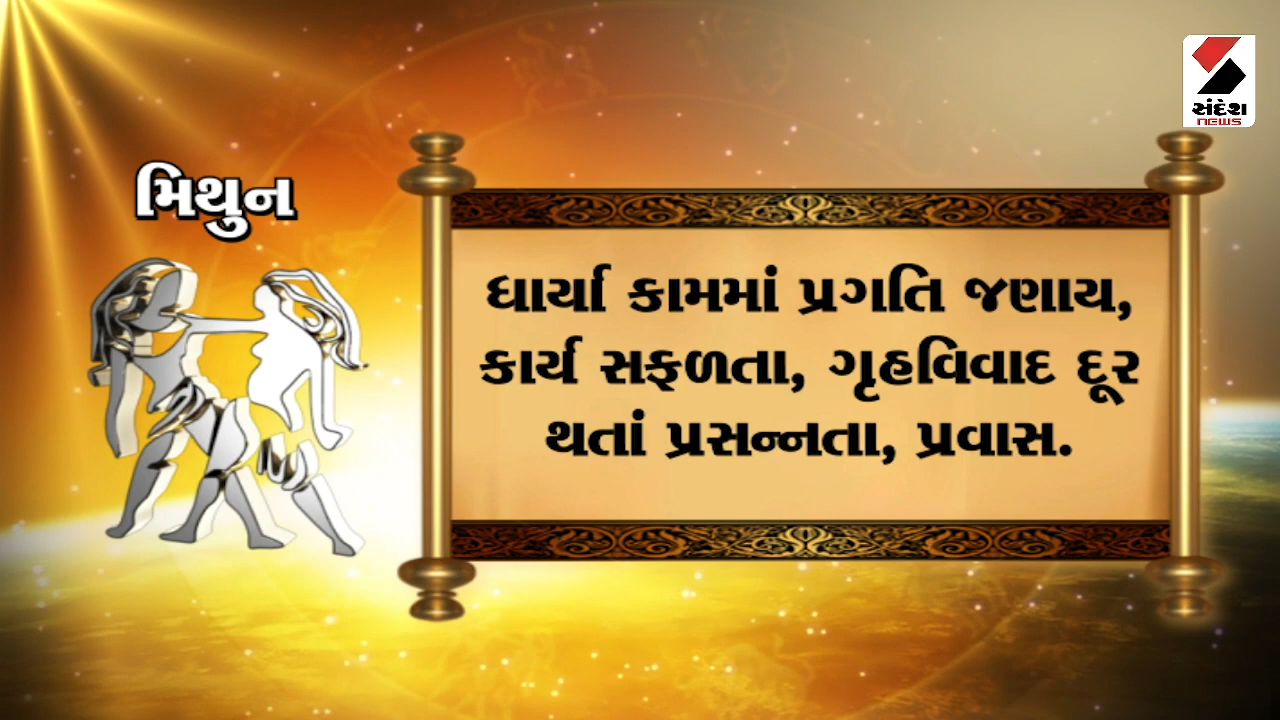 સંદેશ
NEWS
મિથુન
ધાર્યા કામમાં પ્રગતિ જણાય,
કાર્ય સફળતા, ગૃહવિવાદ દૂર
થતાં પ્રસન્નતા, પ્રવાસ.